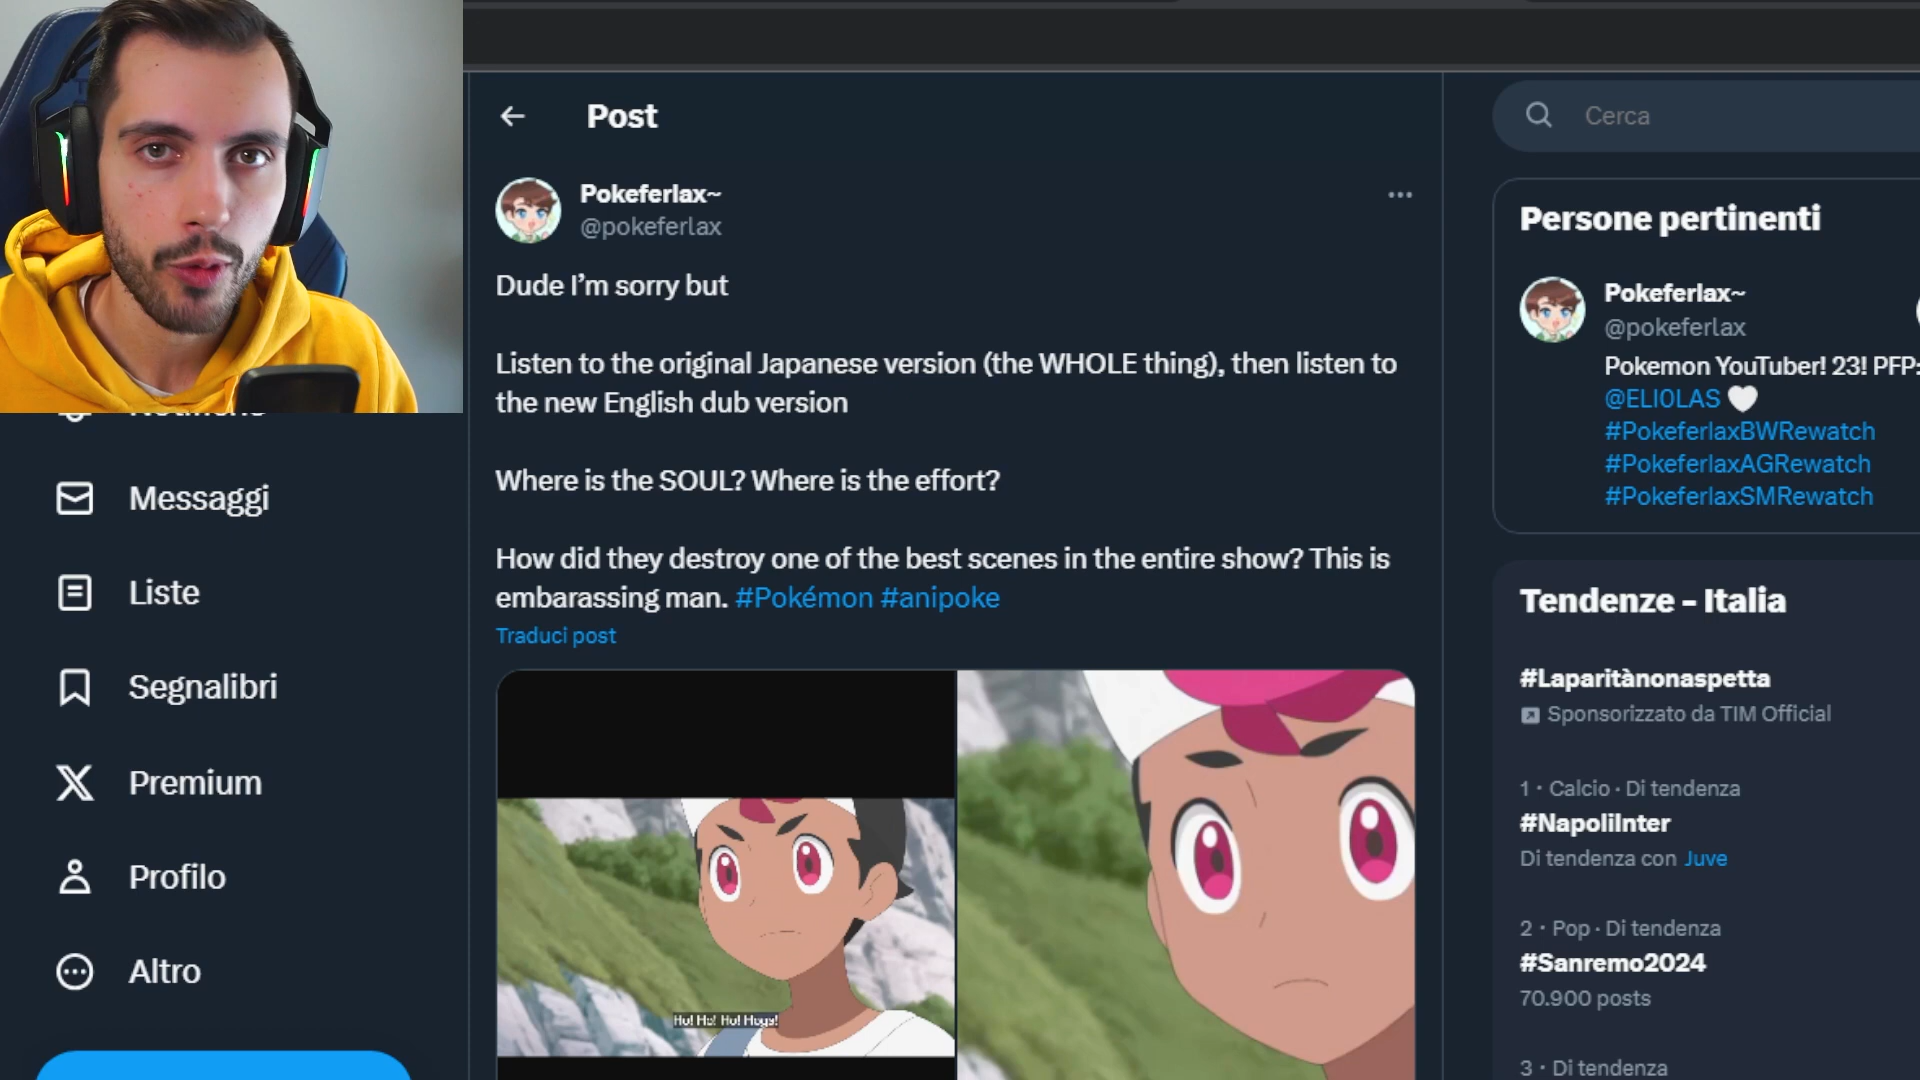 Post
Cerca
Pokeferlax~
@pokeferlax
Dude I’m sorry but
Listen to the original Japanese version (the WHOLE thing), then listen to
the new English dub version
Where is the SOUL? Where is the effort?
How did they destroy one of the best scenes in the entire show? This is
embarassing man. #Pokémon #anipoke
Traduci post
Ho! Ho! Ho! Hogs!
Messaggi
Liste
Segnalibri
Premium
Profilo
Altro
Persone pertinenti
Pokeferlax~
@pokeferlax
Pokemon YouTuber! 23! PFP:
@ELI0LAS 🤍
#PokeferlaxBWRewatch
#PokeferlaxAGRewatch
#PokeferlaxSMRewatch
Tendenze - Italia
#Laparitànonaspetta
Sponsorizzato da TIM Official
1 · Calcio · Di tendenza
#NapoliInter
Di tendenza con Juve
2 · Pop · Di tendenza
#Sanremo2024
70.900 posts
3 · Di tendenza